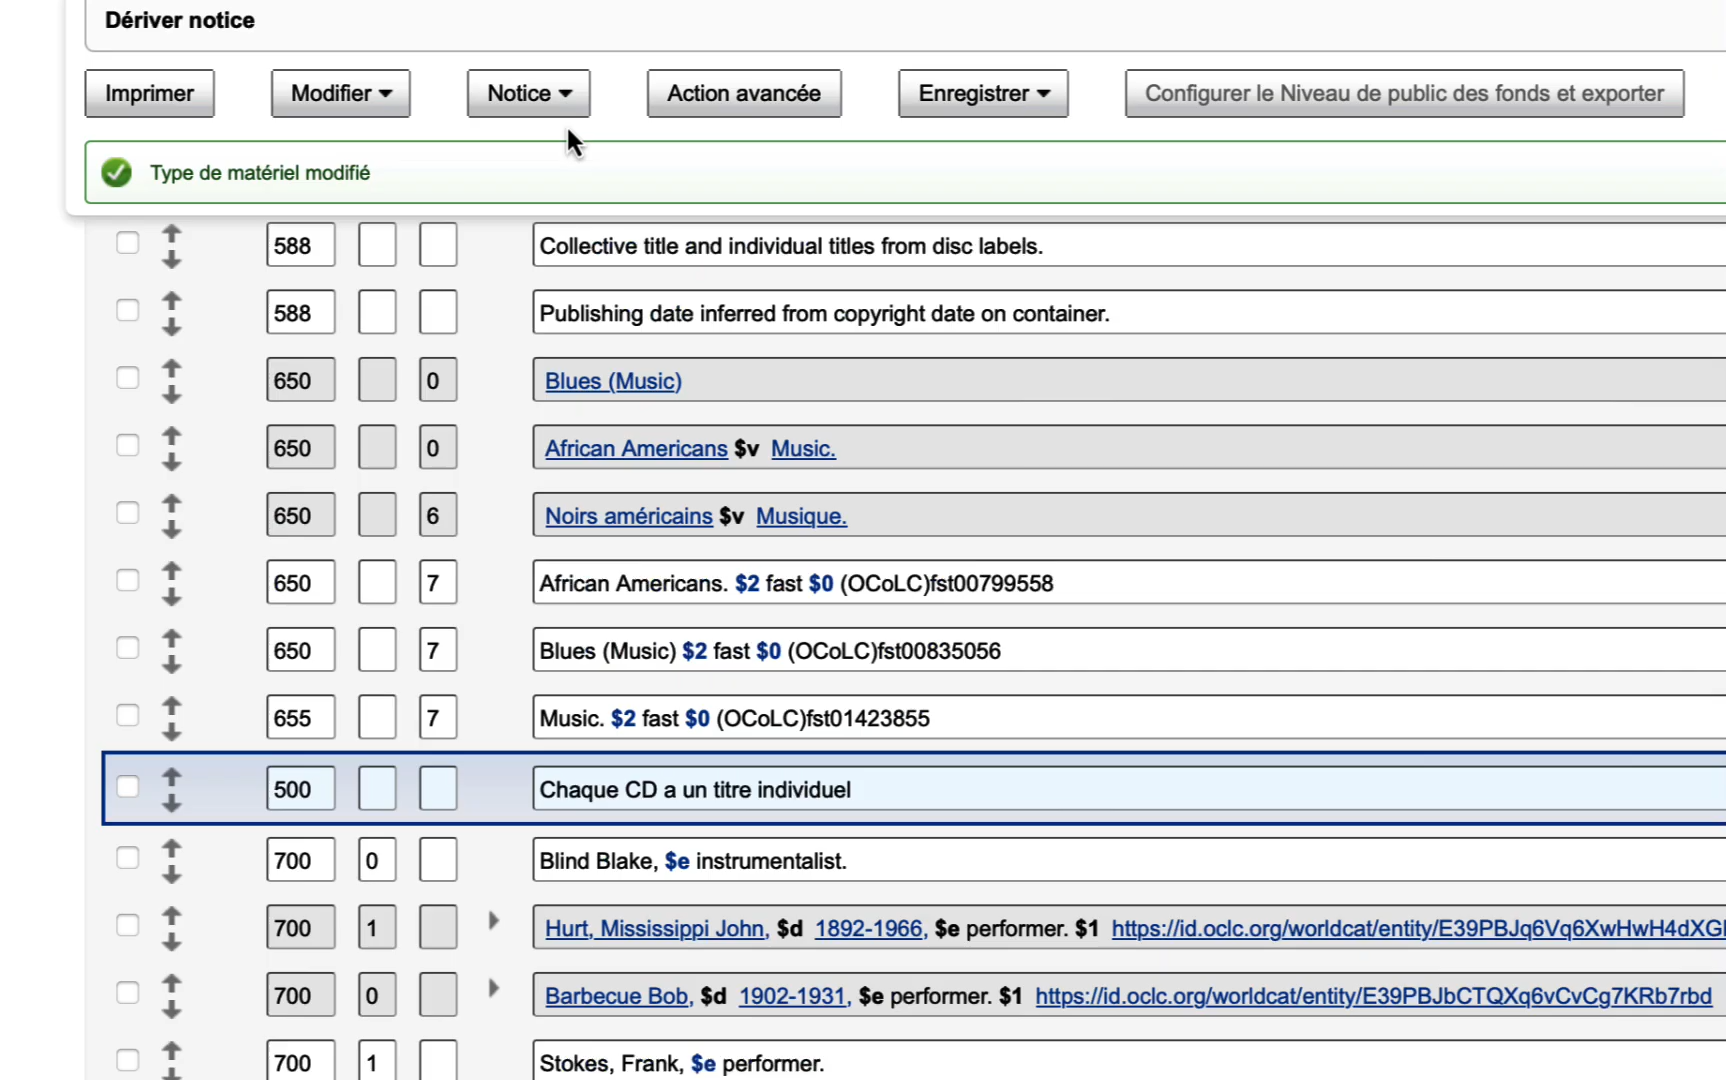 Dériver notice
Imprimer Modifier Notice Action avancée Enregistrer Configurer le Niveau de public des fonds et exporter
Type de matériel modifié
588 Collective title and individual titles from disc labels.
588 Publishing date inferred from copyright date on container.
650 0 Blues (Music)
650 0 African Americans $v Music.
650 6 Noirs américains $v Musique.
650 7 African Americans. $2 fast $0 (OCoLC)fst00799558
650 7 Blues (Music) $2 fast $0 (OCoLC)fst00835056
655 7 Music. $2 fast $0 (OCoLC)fst01423855
500 Chaque CD a un titre individuel
700 0 Blind Blake, $e instrumentalist.
700 1 Hurt, Mississippi John, $d 1892-1966, $e performer. $1 https://id.oclc.org/worldcat/entity/E39PBJq6Vq6XwHwH4dXG
700 0 Barbecue Bob, $d 1902-1931, $e performer. $1 https://id.oclc.org/worldcat/entity/E39PBJbCTQXq6vCvCg7KRb7rbd
700 1 Stokes, Frank, $e performer.